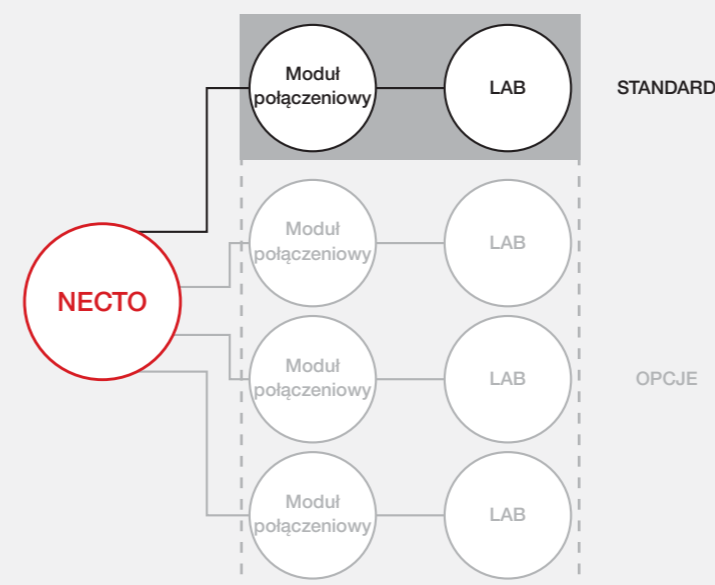 Moduł
połączeniowy
LAB
STANDARD
Moduł
połączeniowy
LAB
NECTO
Moduł
połączeniowy
LAB
OPCJE
Moduł
połączeniowy
LAB